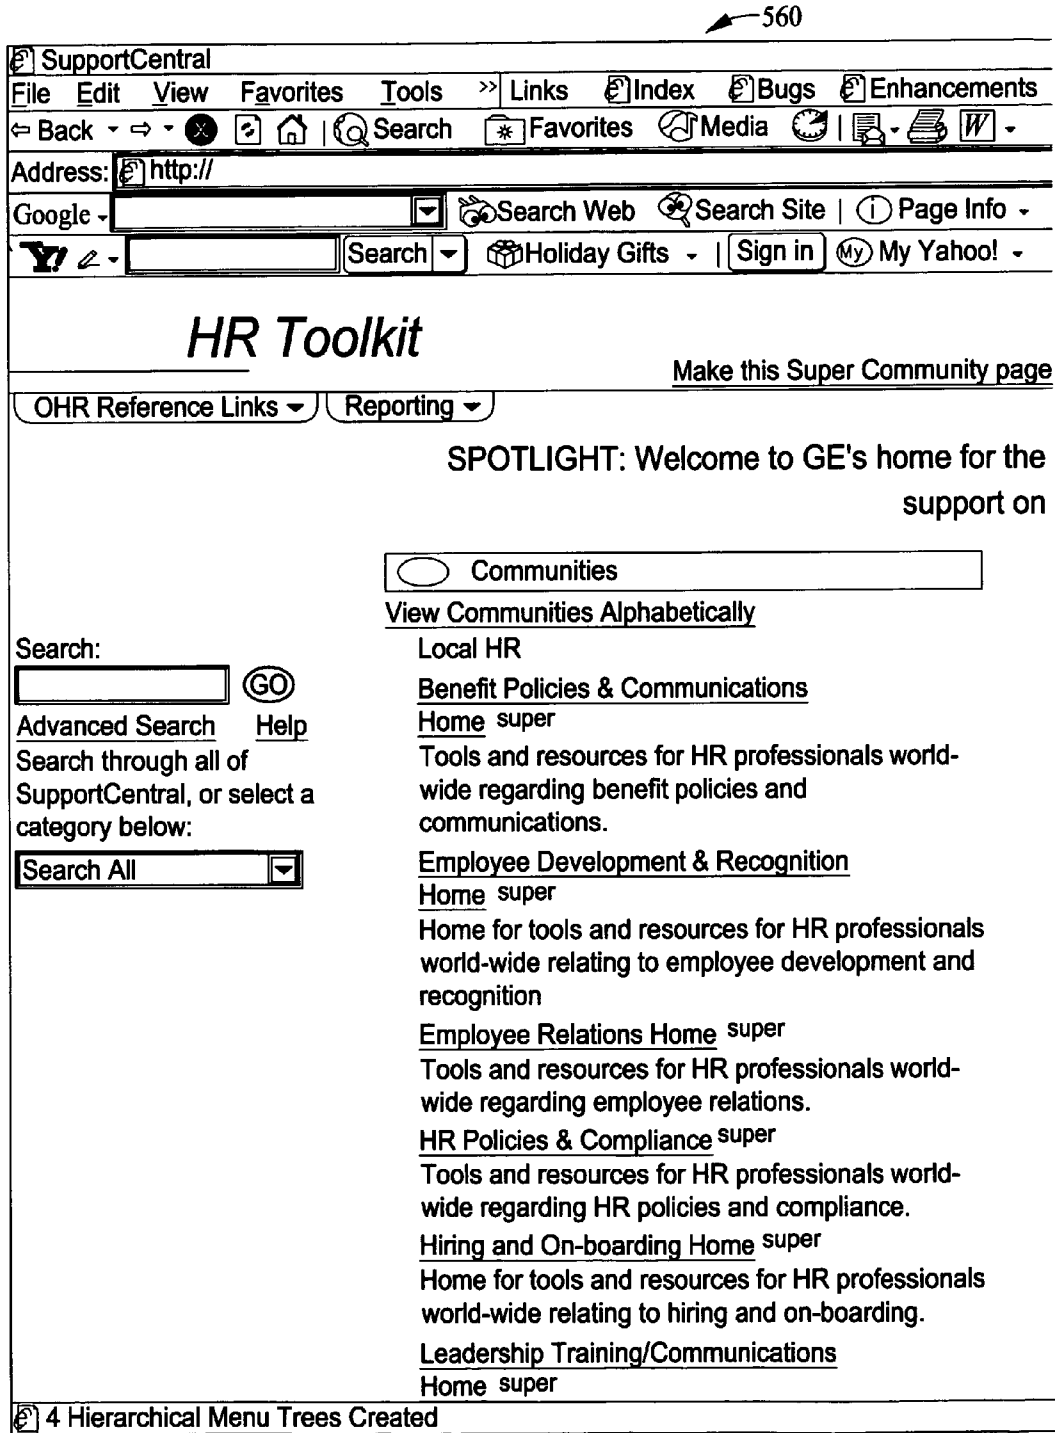 560
SupportCentral
File Edit View Favorites Tools >> Links Index Bugs Enhancements
Back X Search Favorites Media W
Address: http://
Google Search Web Search Site | i Page Info
Y! Search Holiday Gifts | Sign in My My Yahoo!
HR Toolkit
Make this Super Community page
OHR Reference Links Reporting
SPOTLIGHT: Welcome to GE's home for the
support on
Communities
View Communities Alphabetically
Search:
GO
Advanced Search Help
Search through all of
SupportCentral, or select a
category below:
Search All
Local HR
Benefit Policies & Communications
Home super
Tools and resources for HR professionals world-
wide regarding benefit policies and
communications.
Employee Development & Recognition
Home super
Home for tools and resources for HR professionals
world-wide relating to employee development and
recognition
Employee Relations Home super
Tools and resources for HR professionals world-
wide regarding employee relations.
HR Policies & Compliance super
Tools and resources for HR professionals world-
wide regarding HR policies and compliance.
Hiring and On-boarding Home super
Home for tools and resources for HR professionals
world-wide relating to hiring and on-boarding.
Leadership Training/Communications
Home super
4 Hierarchical Menu Trees Created